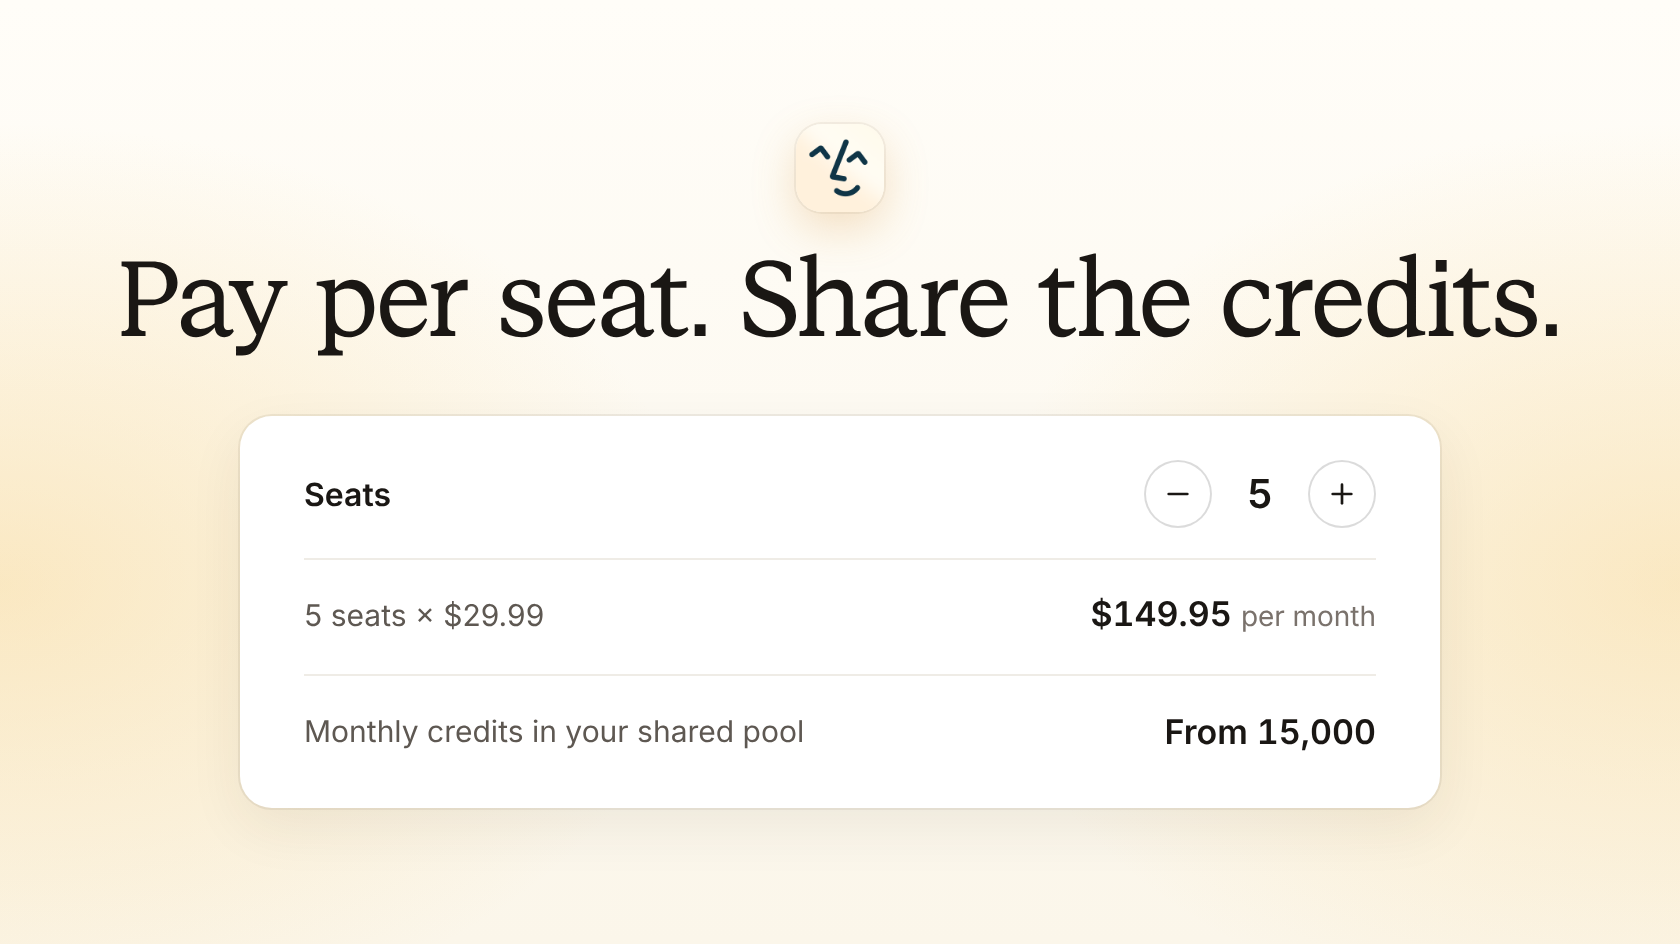 Pay per seat. Share the credits.
Seats
5
5 seats × $29.99
$149.95 per month
Monthly credits in your shared pool
From 15,000